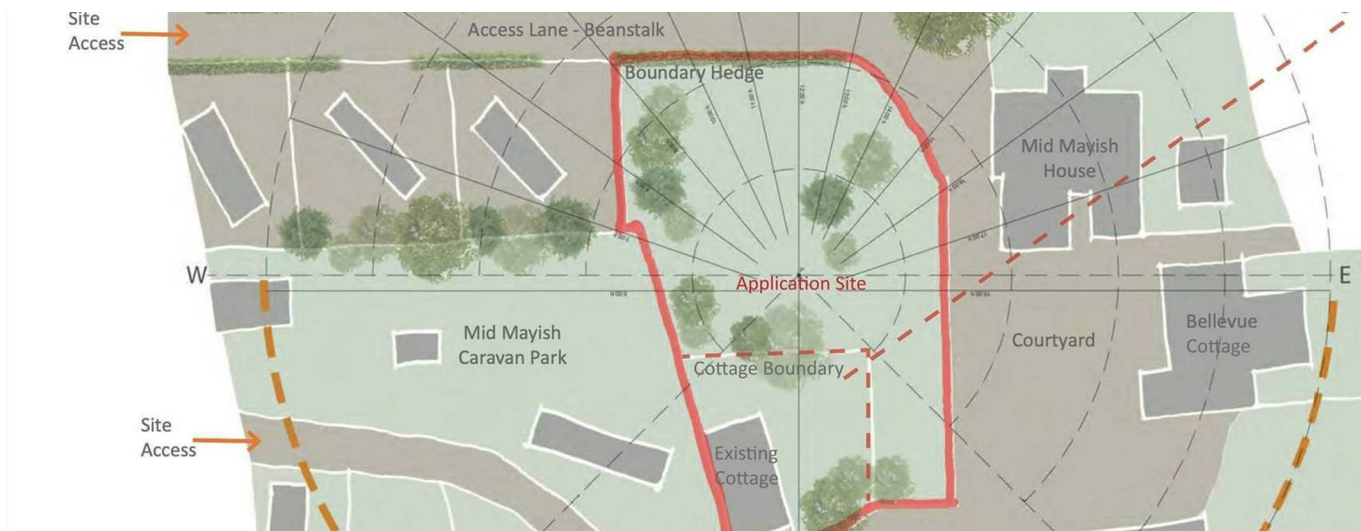 Site
Access
Access Lane - Beanstalk
Boundary Hedge
Mid Mayish
House
W
E
Application Site
Mid Mayish
Caravan Park
Cottage Boundary
Courtyard
Bellevue
Cottage
Site
Access
Existing
Cottage